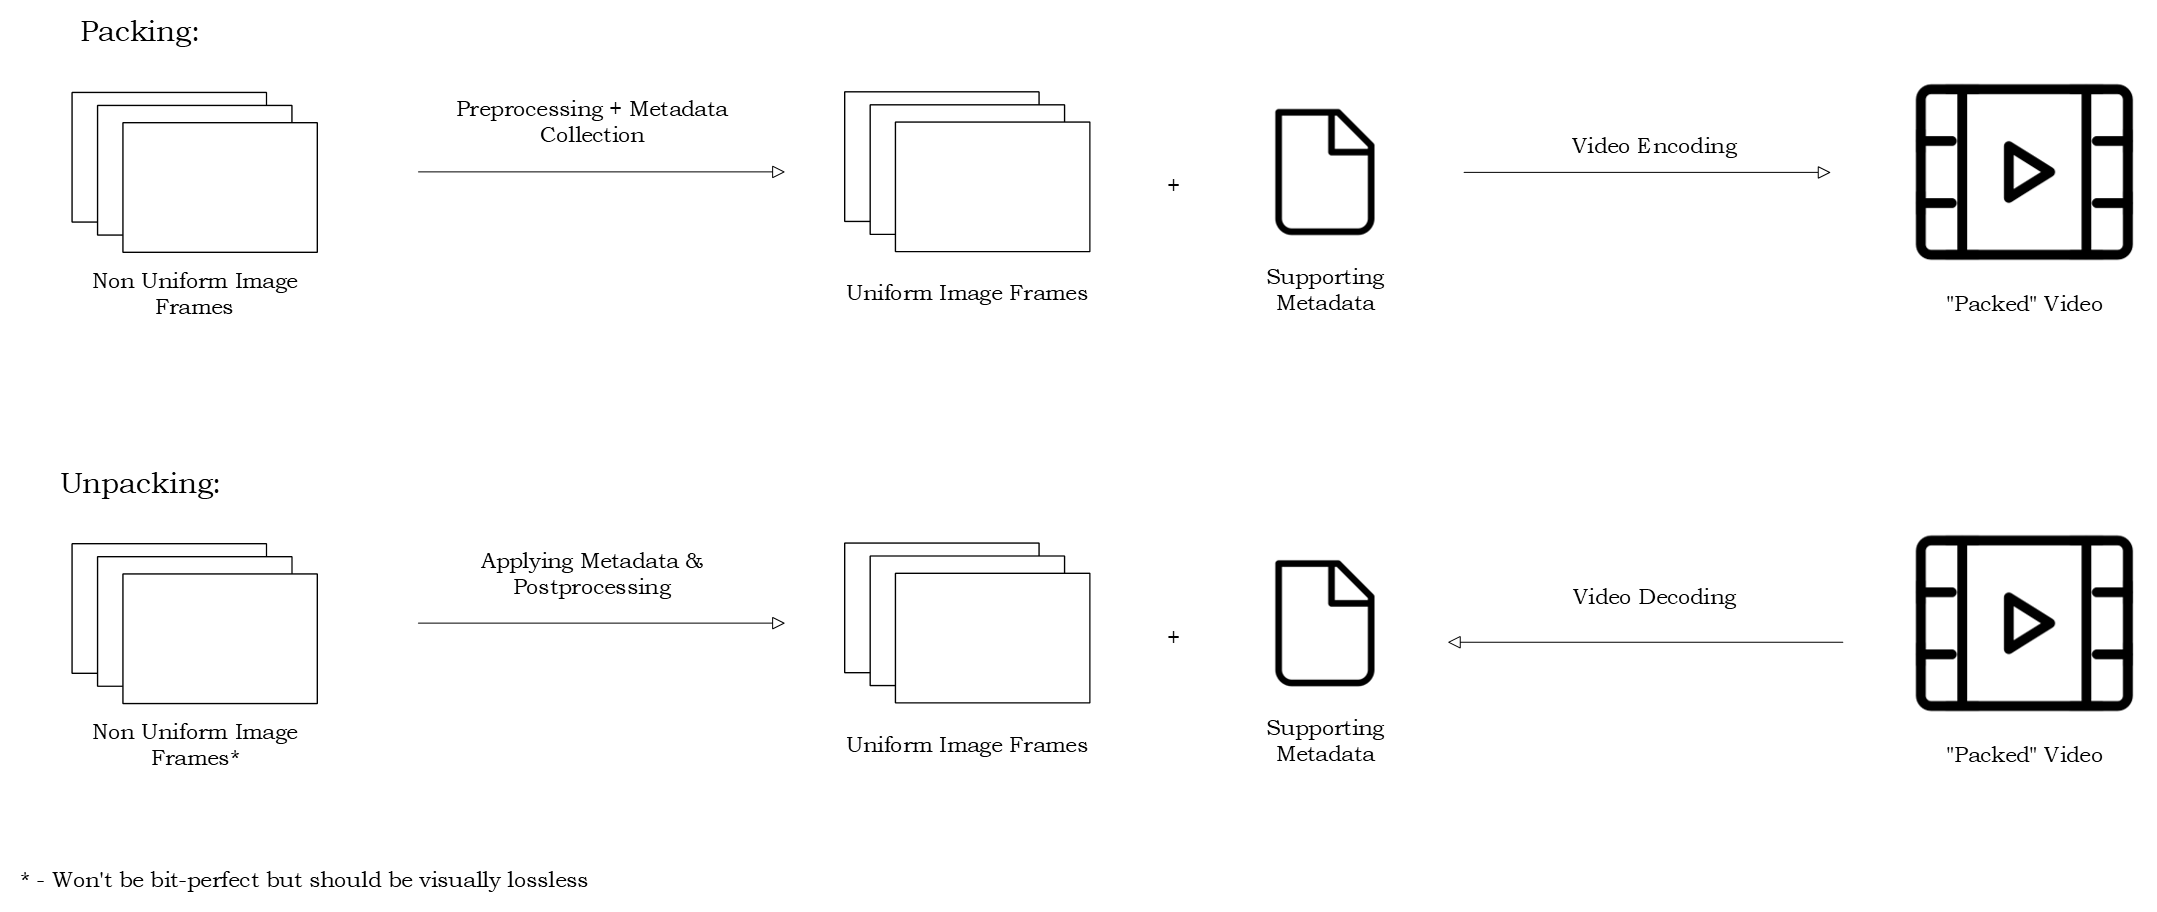 Packing:
Preprocessing + Metadata
Collection
Video Encoding
+
Non Uniform Image
Frames
Uniform Image Frames
Supporting
Metadata
"Packed" Video
Unpacking:
Applying Metadata &
Postprocessing
Video Decoding
+
Non Uniform Image
Frames*
Uniform Image Frames
Supporting
Metadata
"Packed" Video
* - Won't be bit-perfect but should be visually lossless